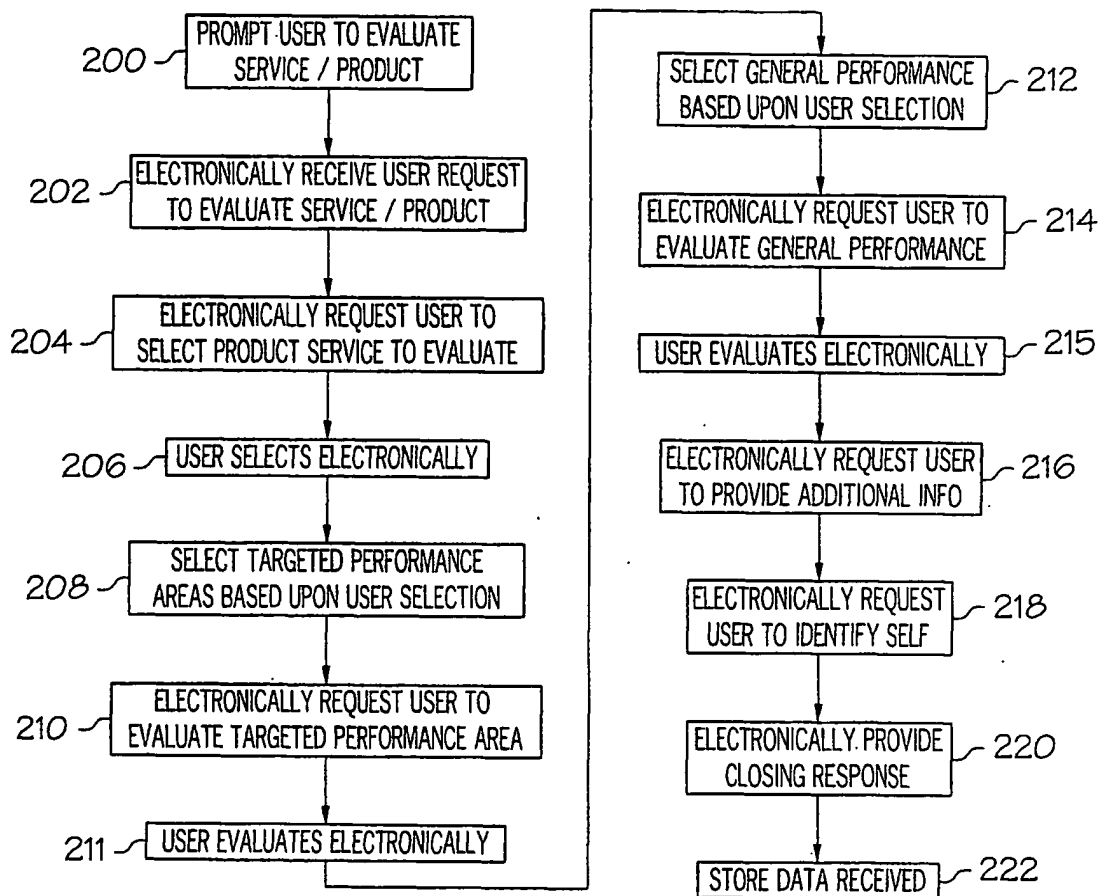 200
PROMPT USER TO EVALUATE
SERVICE / PRODUCT
202
ELECTRONICALLY RECEIVE USER REQUEST
TO EVALUATE SERVICE / PRODUCT
204
ELECTRONICALLY REQUEST USER TO
SELECT PRODUCT SERVICE TO EVALUATE
206
USER SELECTS ELECTRONICALLY
208
SELECT TARGETED PERFORMANCE
AREAS BASED UPON USER SELECTION
210
ELECTRONICALLY REQUEST USER TO
EVALUATE TARGETED PERFORMANCE AREA
211
USER EVALUATES ELECTRONICALLY
SELECT GENERAL PERFORMANCE
BASED UPON USER SELECTION
212
ELECTRONICALLY REQUEST USER TO
EVALUATE GENERAL PERFORMANCE
214
USER EVALUATES ELECTRONICALLY
215
ELECTRONICALLY REQUEST USER
TO PROVIDE ADDITIONAL INFO
216
ELECTRONICALLY REQUEST
USER TO IDENTIFY SELF
218
ELECTRONICALLY PROVIDE
CLOSING RESPONSE
220
STORE DATA RECEIVED
222